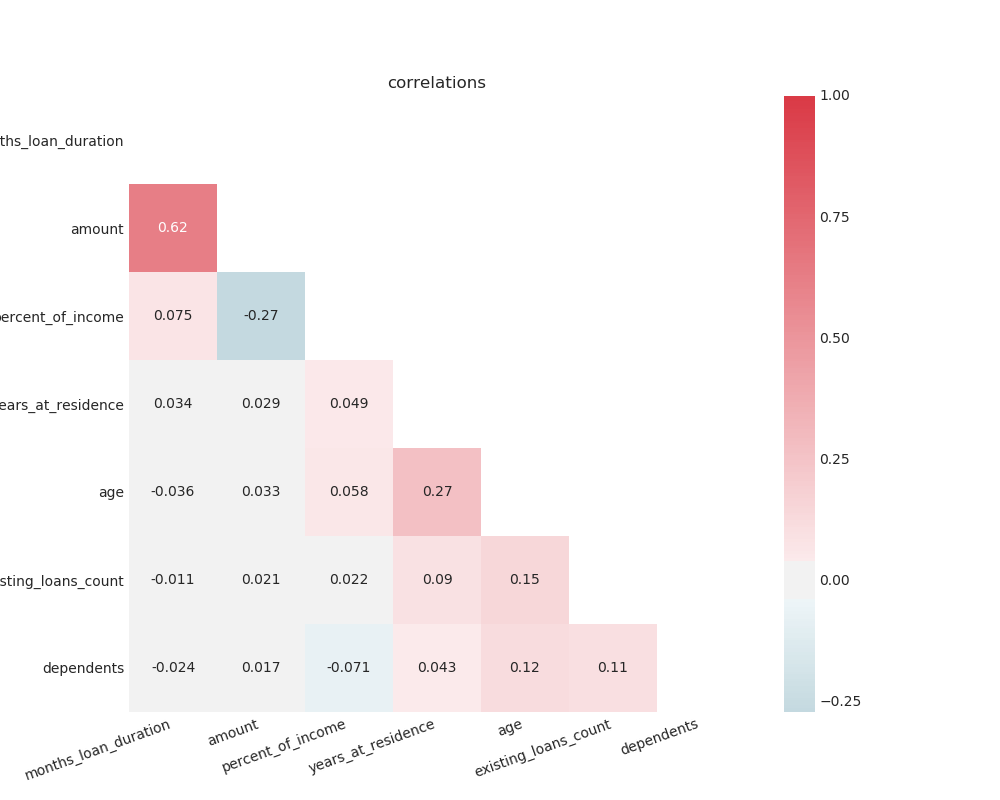 correlations
1.00
ths_loan_duration
amount
0.62
0.75
percent_of_income
0.075
-0.27
0.50
ears_at_residence
0.034
0.029
0.049
0.25
age
-0.036
0.033
0.058
0.27
sting_loans_count
-0.011
0.021
0.022
0.09
0.15
0.00
dependents
-0.024
0.017
-0.071
0.043
0.12
0.11
−0.25
months_loan_duration
amount
percent_of_income
years_at_residence
age
existing_loans_count
dependents